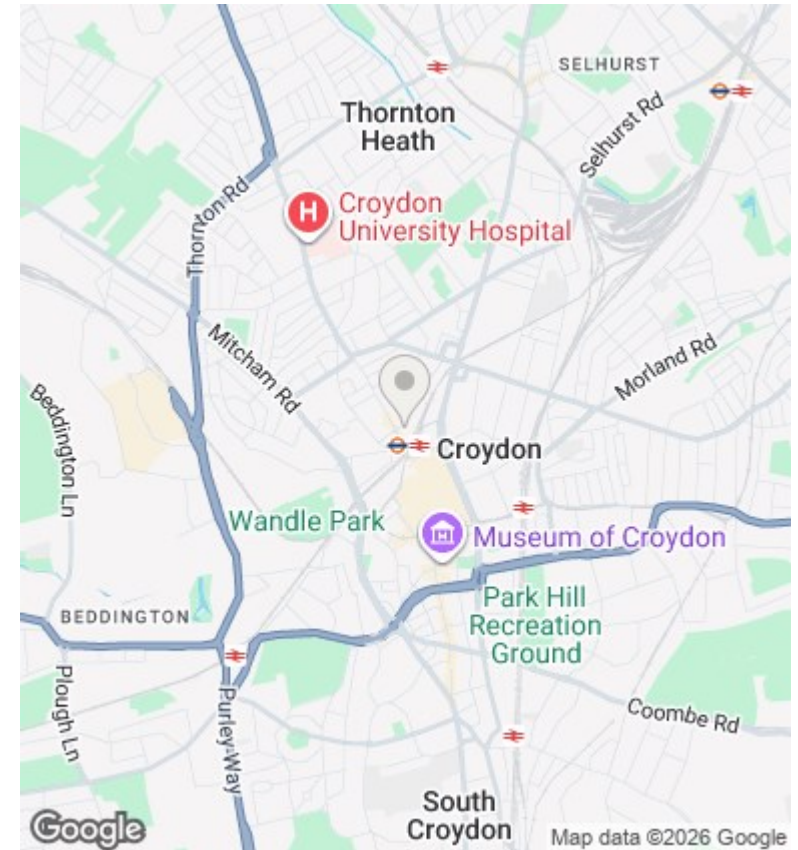 SELHURST
Thornton
Heath
Selhurst Rd
Croydon
University Hospital
Thornton Rd
Mitcham Rd
Morland Rd
Beddington Ln
Croydon
Wandle Park
Museum of Croydon
BEDDINGTON
Park Hill
Recreation
Ground
Plough Ln
Purley Way
Coombe Rd
South
Croydon
Google
Map data ©2026 Google